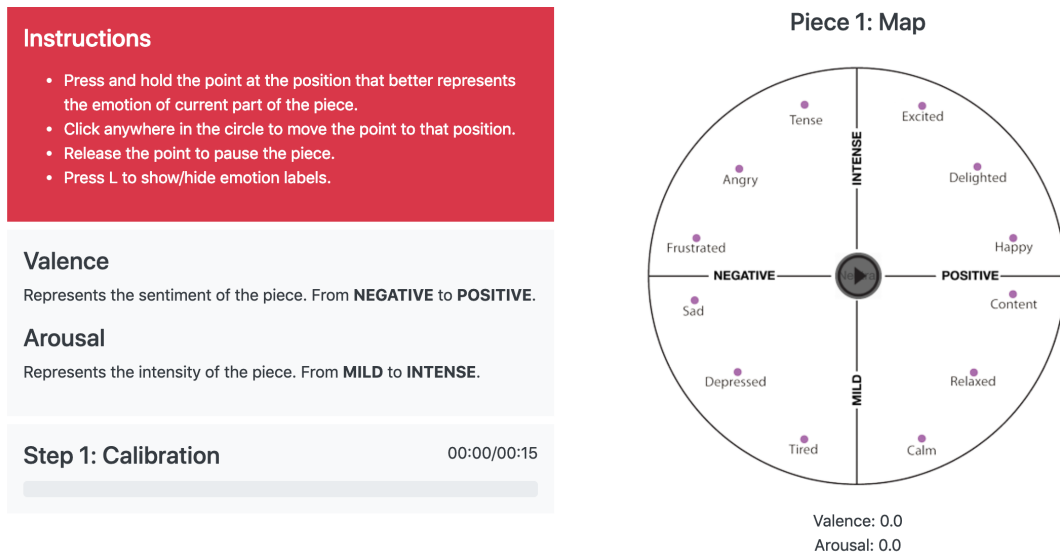 Instructions
• Press and hold the point at the position that better represents
the emotion of current part of the piece.
• Click anywhere in the circle to move the point to that position.
• Release the point to pause the piece.
• Press L to show/hide emotion labels.
Valence
Represents the sentiment of the piece. From NEGATIVE to POSITIVE.
Arousal
Represents the intensity of the piece. From MILD to INTENSE.
Step 1: Calibration 00:00/00:15
Piece 1: Map
Tense
Excited
INTENSE
Angry
Delighted
Frustrated
Happy
NEGATIVE
POSITIVE
Sad
Content
Depressed
MILD
Relaxed
Tired
Calm
Valence: 0.0
Arousal: 0.0